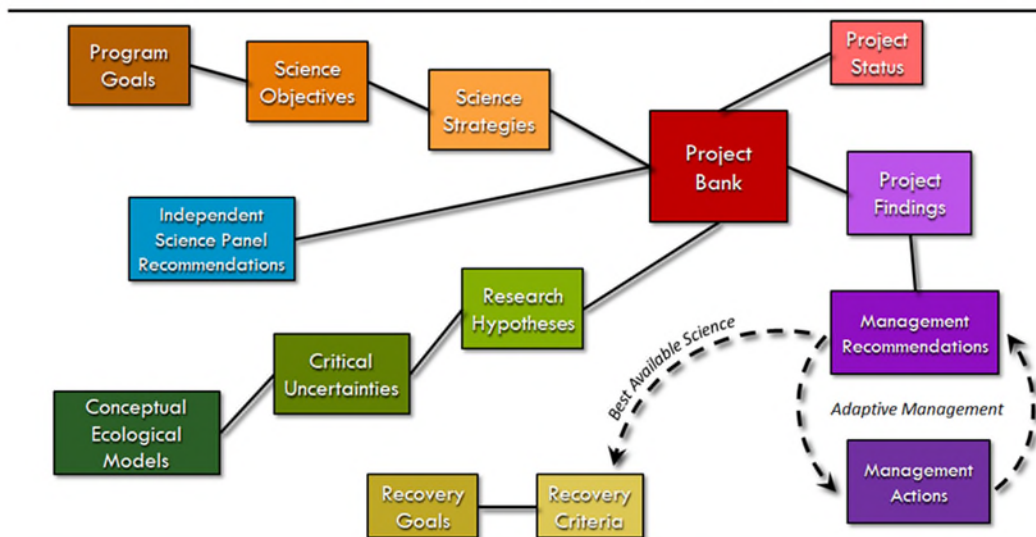 Program
Goals
Science
Objectives
Science
Strategies
Project
Status
Project
Bank
Project
Findings
Independent
Science Panel
Recommendations
Research
Hypotheses
Critical
Uncertainties
Conceptual
Ecological
Models
Management
Recommendations
Best Available Science
Adaptive Management
Management
Actions
Recovery
Goals
Recovery
Criteria